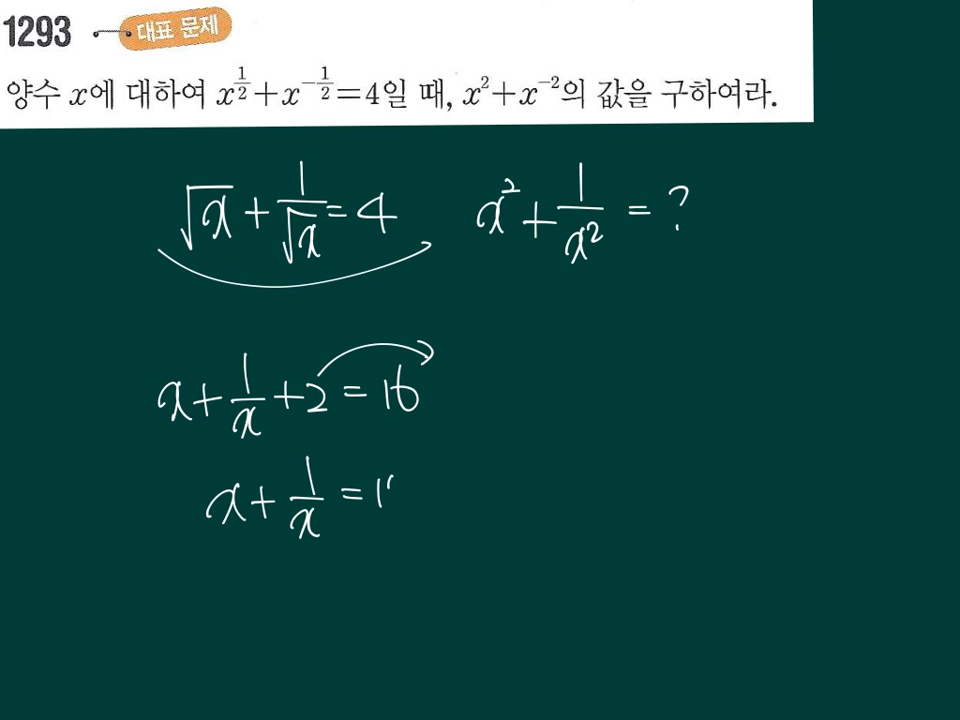 1293 대표 문제
양수 x에 대하여 x^{1/2}+x^{-1/2}=4일 때, x²+x⁻²의 값을 구하여라.
√x + 1/√x = 4   x² + 1/x² = ?
x + 1/x + 2 = 16
x + 1/x = 1